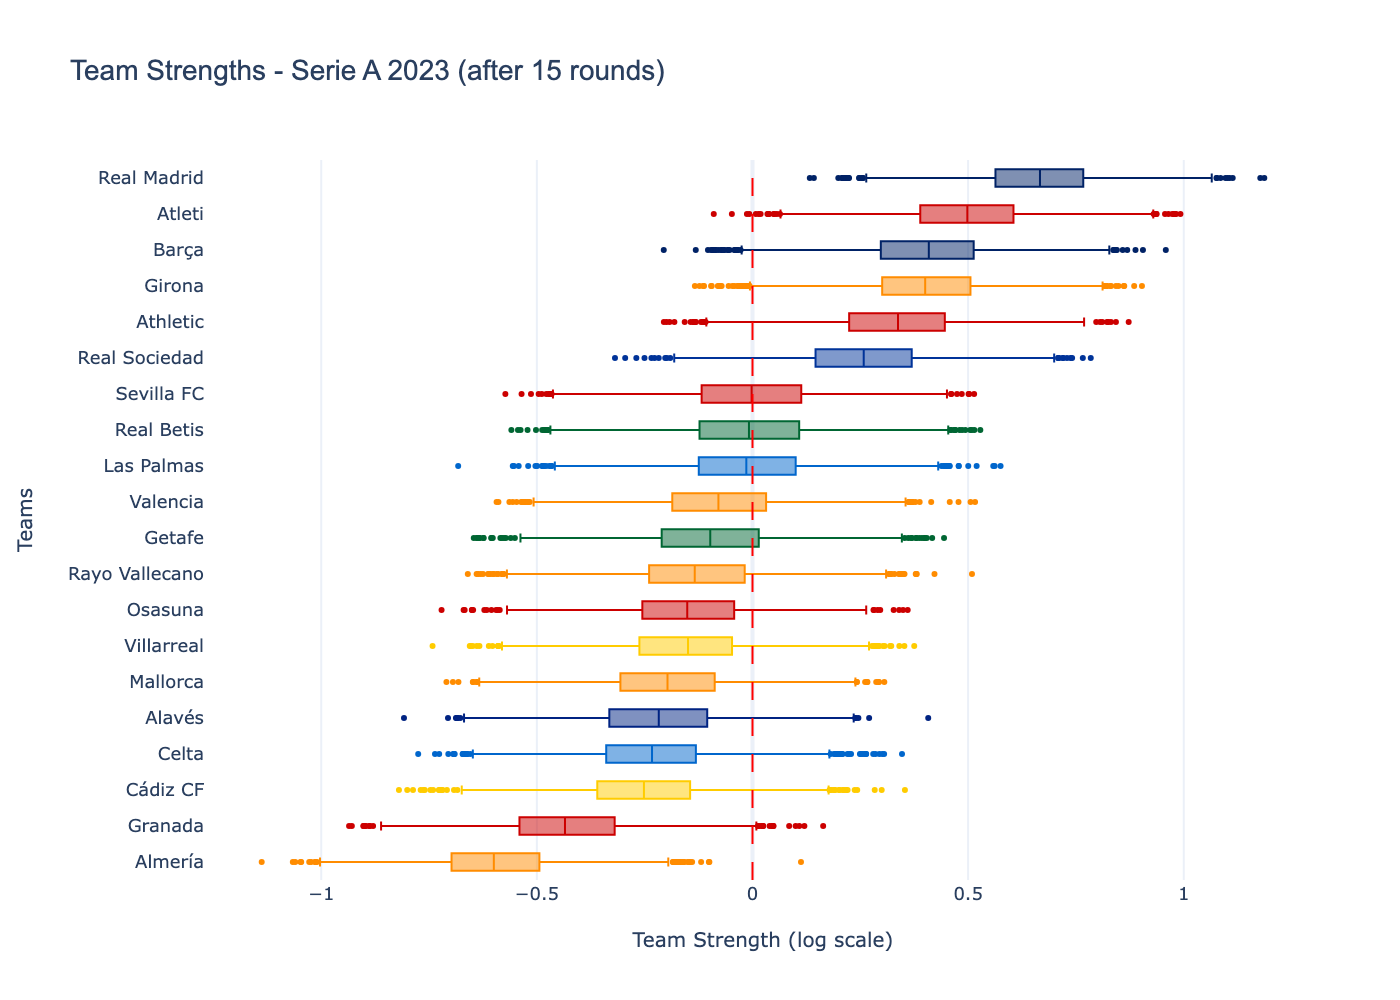 Team Strengths - Serie A 2023 (after 15 rounds)
Real Madrid
Atleti
Barça
Girona
Athletic
Real Sociedad
Sevilla FC
Real Betis
Las Palmas
Valencia
Getafe
Rayo Vallecano
Osasuna
Villarreal
Mallorca
Alavés
Celta
Cádiz CF
Granada
Almería
Teams
−1 −0.5 0 0.5 1
Team Strength (log scale)